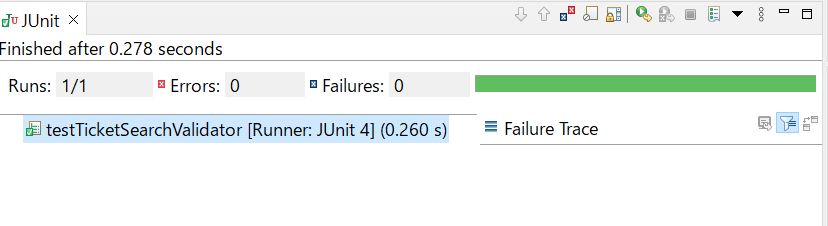 JUnit
Finished after 0.278 seconds
Runs: 1/1 Errors: 0 Failures: 0
testTicketSearchValidator [Runner: JUnit 4] (0.260 s)
Failure Trace